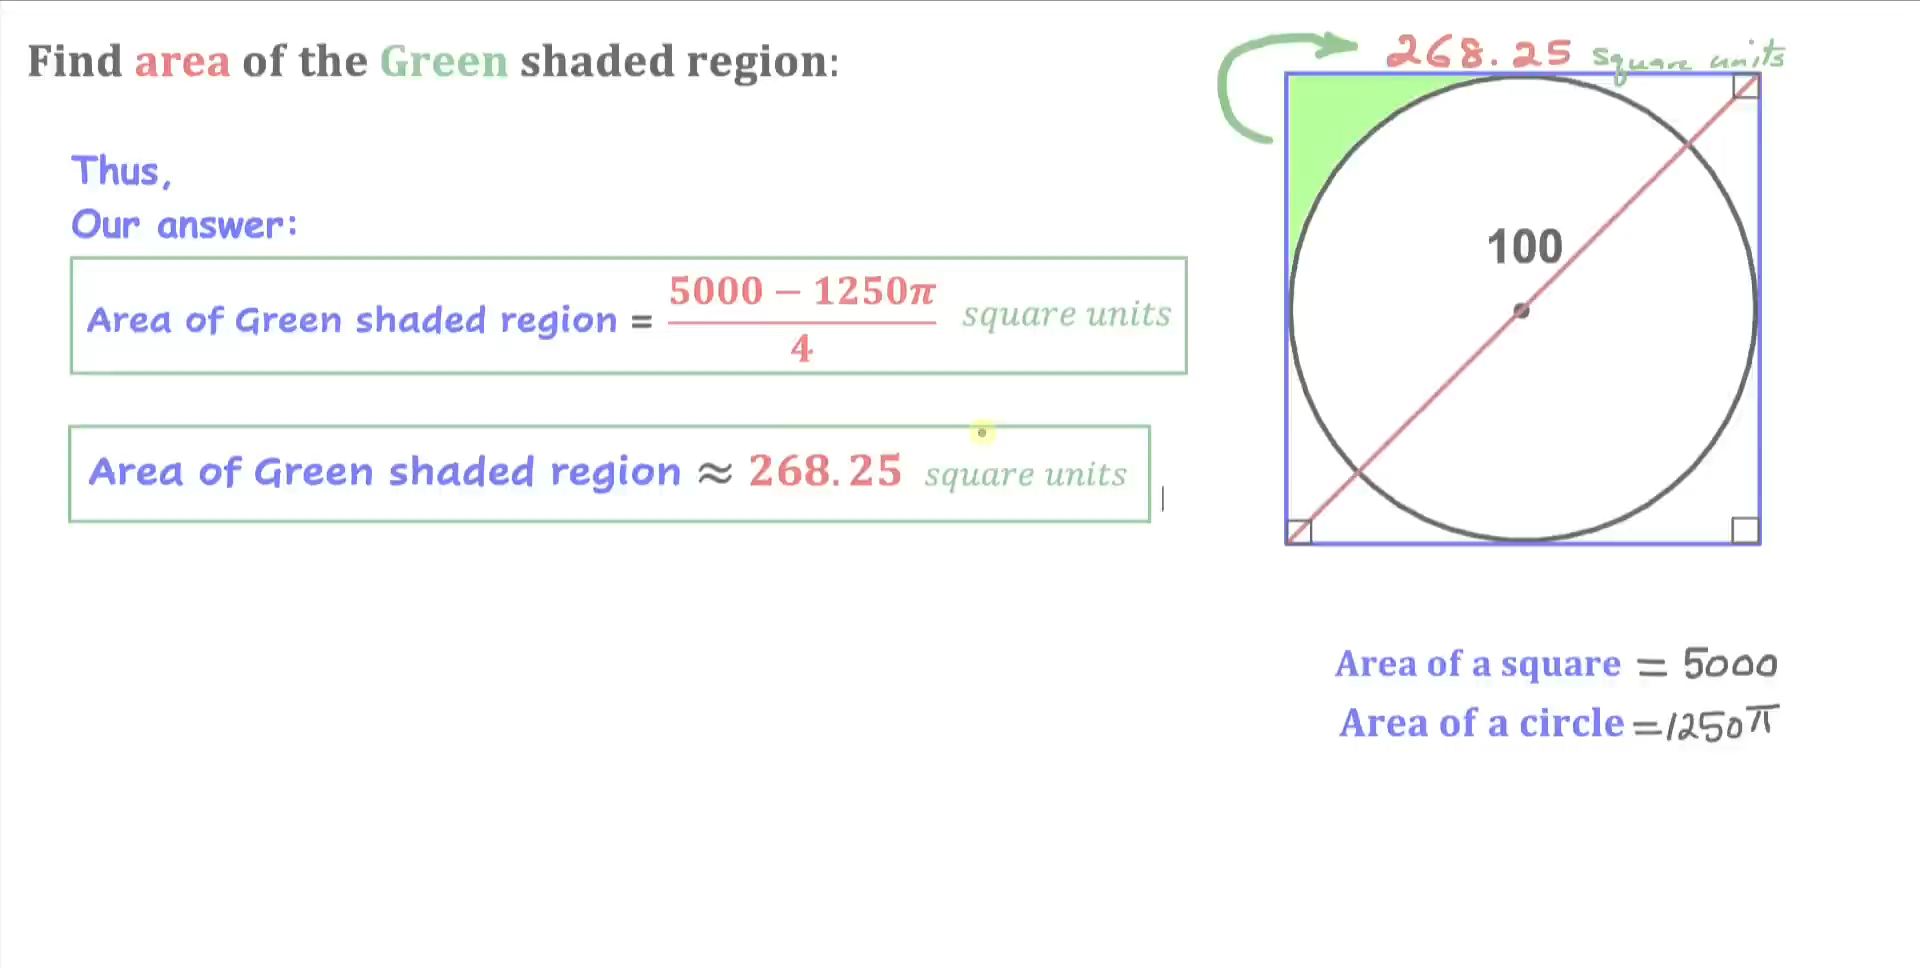 Find area of the Green shaded region:
268.25 square units
Thus,
Our answer:
100
Area of Green shaded region = 5000 − 1250π / 4 square units
Area of Green shaded region ≈ 268.25 square units
Area of a square = 5000
Area of a circle = 1250π